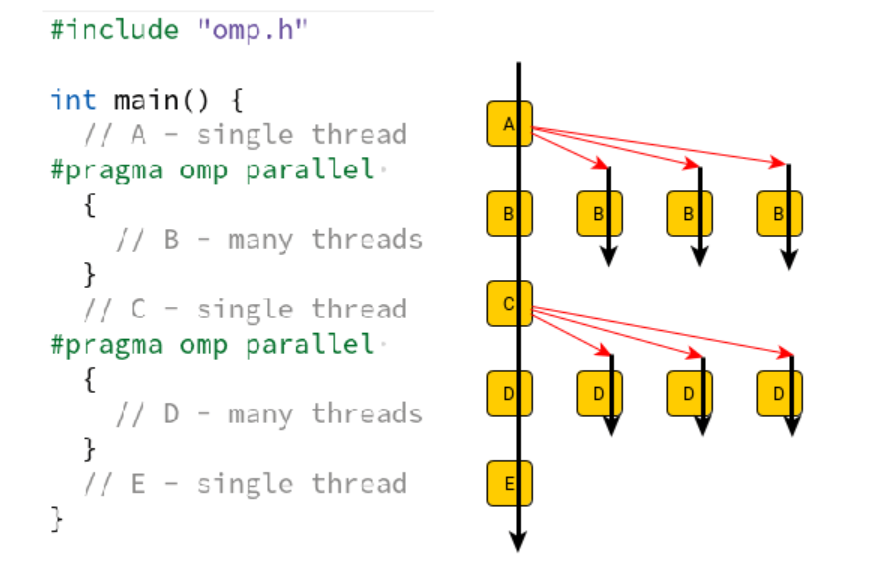 #include "omp.h"
int main() {
// A - single thread
#pragma omp parallel
{
// B - many threads
}
// C - single thread
#pragma omp parallel
{
// D - many threads
}
// E - single thread
}
A
B B B B
C
D D D D
E